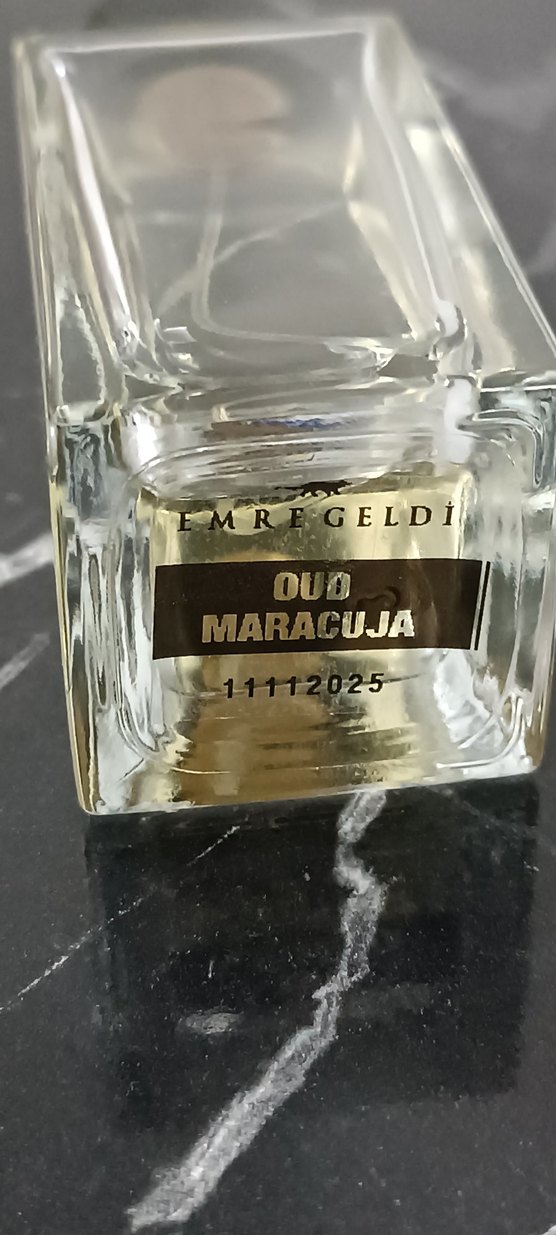 EMRE GELDİ
OUD
MARACUJA
11112025